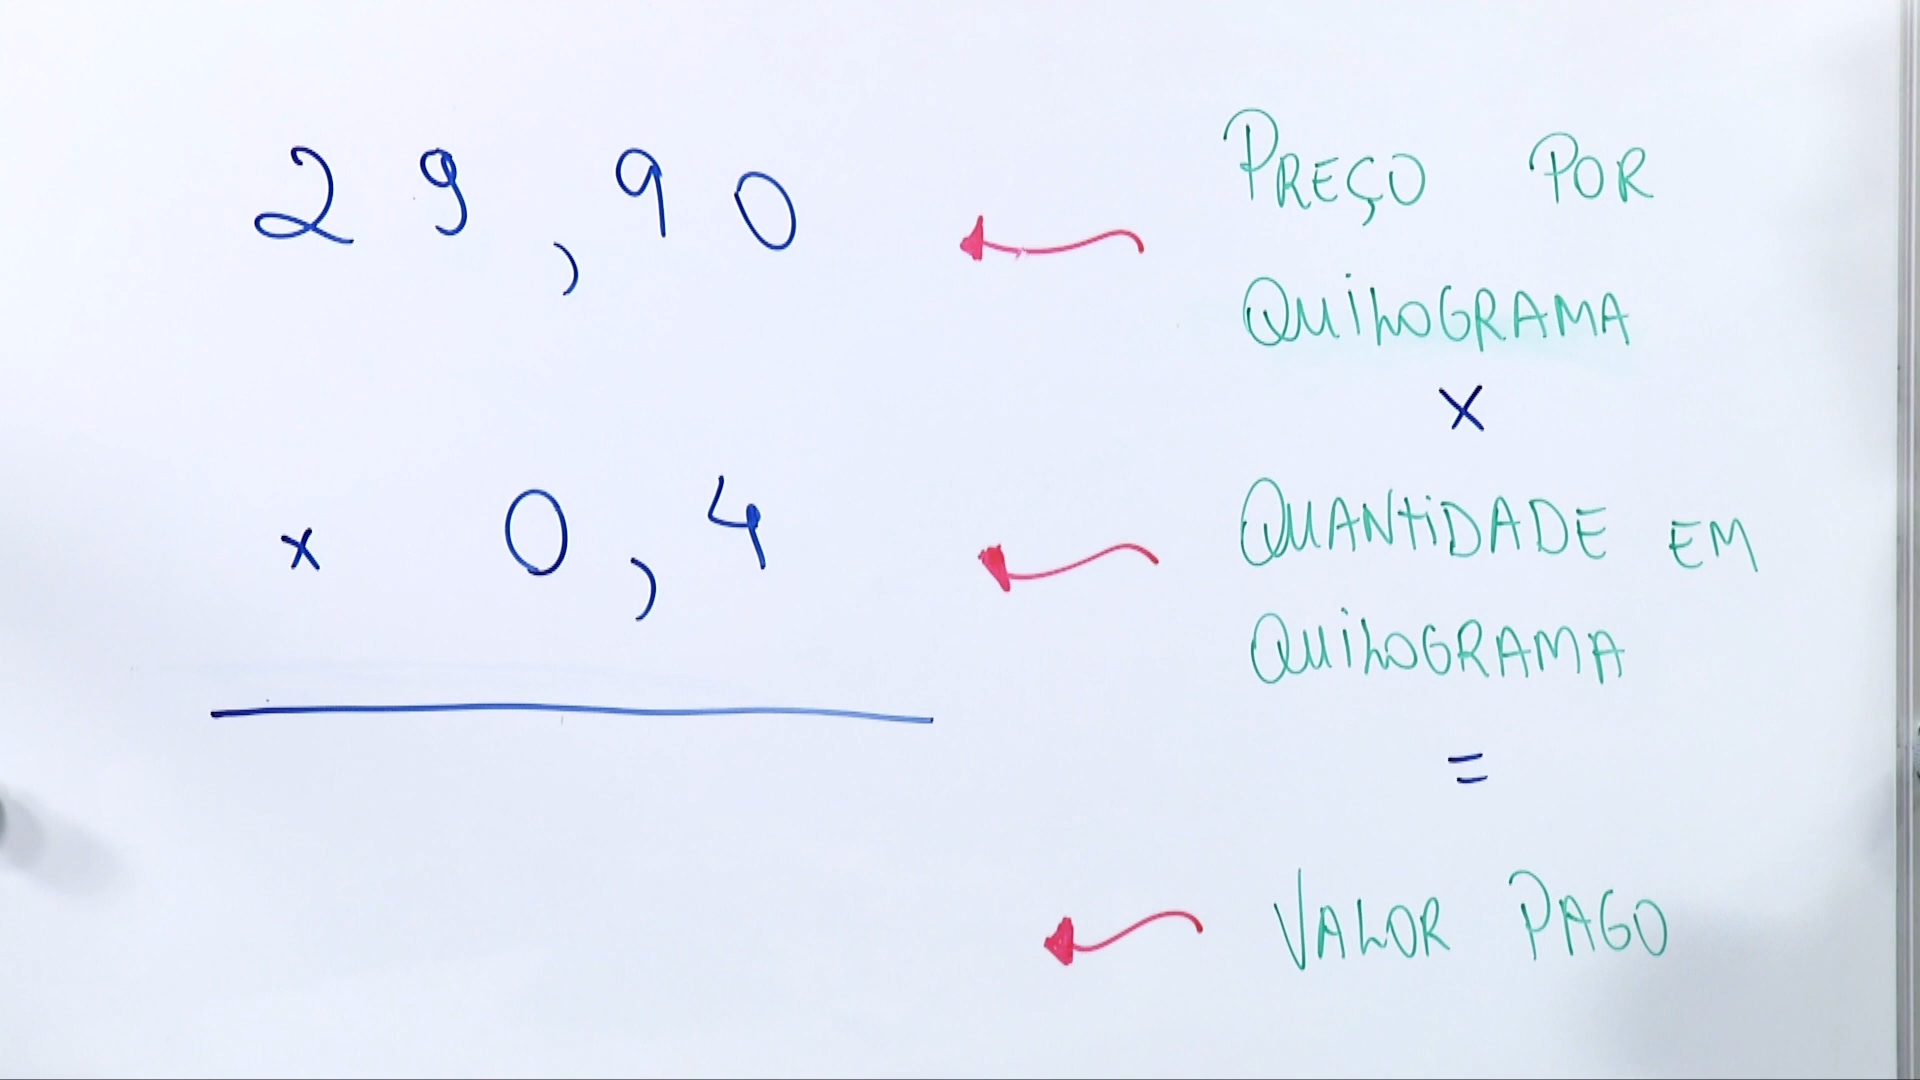 29,90
x 0,4
PREÇO POR
QUILOGRAMA
x
QUANTIDADE EM
QUILOGRAMA
=
VALOR PAGO